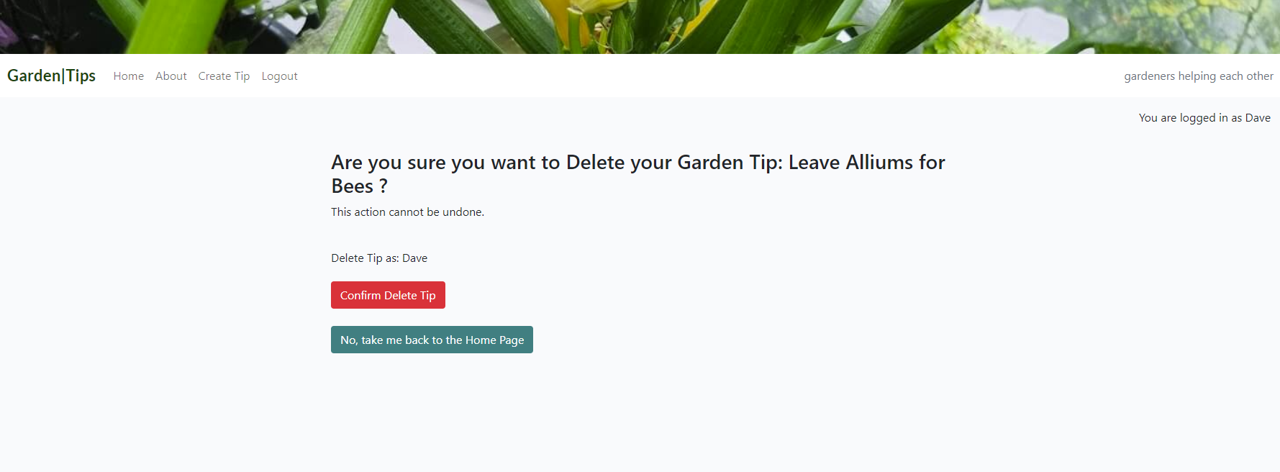 Garden|Tips Home About Create Tip Logout gardeners helping each other
You are logged in as Dave
Are you sure you want to Delete your Garden Tip: Leave Alliums for
Bees ?
This action cannot be undone.
Delete Tip as: Dave
Confirm Delete Tip
No, take me back to the Home Page